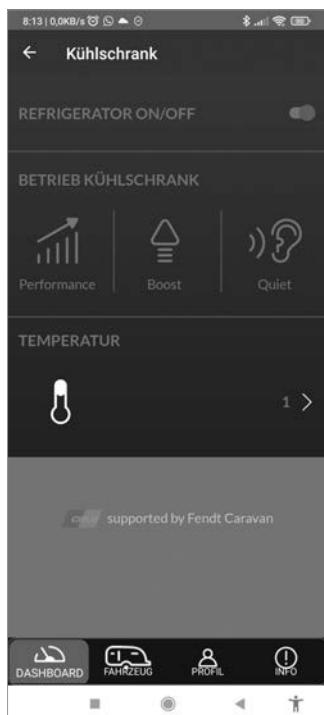 8:13 | 0,0KB/s
Kühlschrank
REFRIGERATOR ON/OFF
BETRIEB KÜHLSCHRANK
Performance Boost Quiet
TEMPERATUR
1
supported by Fendt Caravan
DASHBOARD FAHRZEUG PROFIL INFO